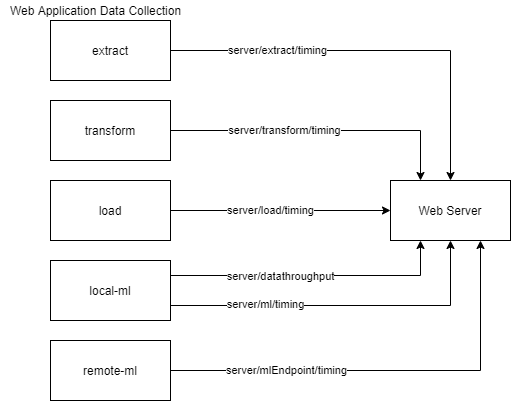 Web Application Data Collection
extract
server/extract/timing
transform
server/transform/timing
load
server/load/timing
Web Server
local-ml
server/datathroughput
server/ml/timing
remote-ml
server/mlEndpoint/timing